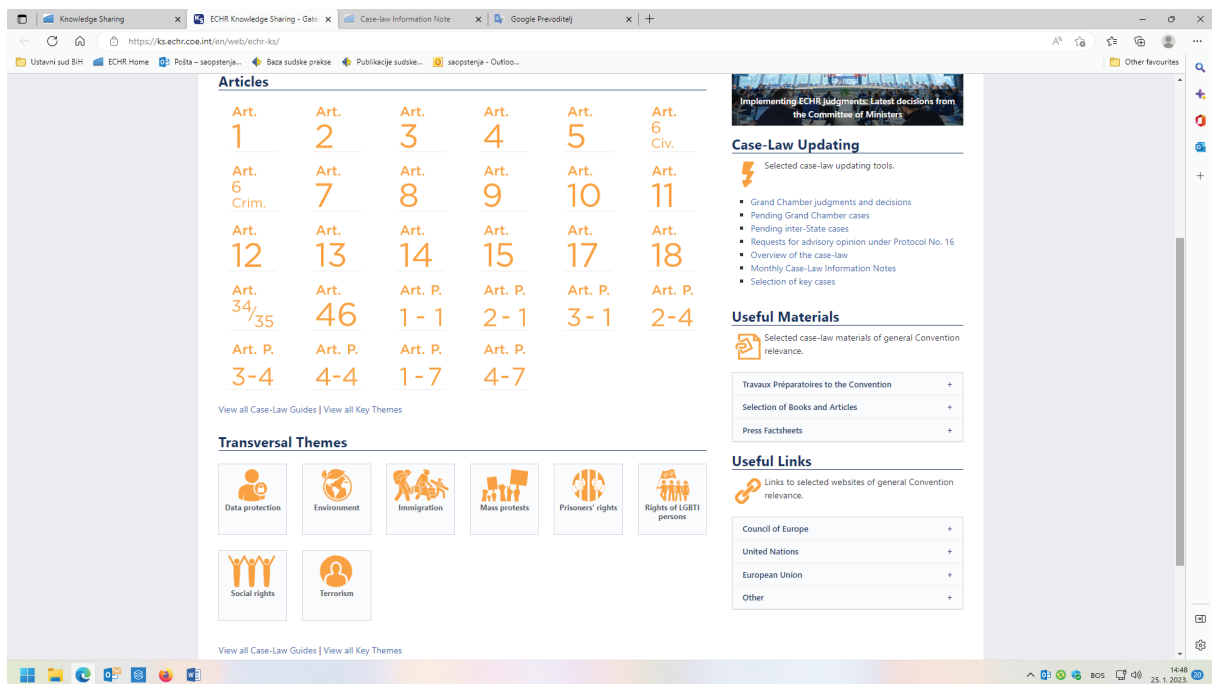 Knowledge Sharing
ECHR Knowledge Sharing - Gate
Case-law Information Note
Google Prevoditelj
https://ks.echr.coe.int/en/web/echr-ks/
Ustavni sud BiH
ECHR Home
Pošta – saopstenja...
Baza sudske prakse
Publikacije sudske...
saopstenja - Outloo...
Other favourites
Articles
Art. 1
Art. 2
Art. 3
Art. 4
Art. 5
Art. 6 Civ.
Art. 6 Crim.
Art. 7
Art. 8
Art. 9
Art. 10
Art. 11
Art. 12
Art. 13
Art. 14
Art. 15
Art. 17
Art. 18
Art. 34/35
Art. 46
Art. P. 1 - 1
Art. P. 2 - 1
Art. P. 3 - 1
Art. P. 2-4
Art. P. 3-4
Art. P. 4-4
Art. P. 1 - 7
Art. P. 4-7
View all Case-Law Guides | View all Key Themes
Transversal Themes
Data protection
Environment
Immigration
Mass protests
Prisoners' rights
Rights of LGBTI
persons
Social rights
Terrorism
View all Case-Law Guides | View all Key Themes
Implementing ECHR judgments: Latest decisions from
the Committee of Ministers
Case-Law Updating
Selected case-law updating tools.
Grand Chamber judgments and decisions
Pending Grand Chamber cases
Pending inter-State cases
Requests for advisory opinion under Protocol No. 16
Overview of the case-law
Monthly Case-Law Information Notes
Selection of key cases
Useful Materials
Selected case-law materials of general Convention
relevance.
Travaux Préparatoires to the Convention +
Selection of Books and Articles +
Press Factsheets +
Useful Links
Links to selected websites of general Convention
relevance.
Council of Europe +
United Nations +
European Union +
Other +
BOS
14:48
25. 1. 2023.
20